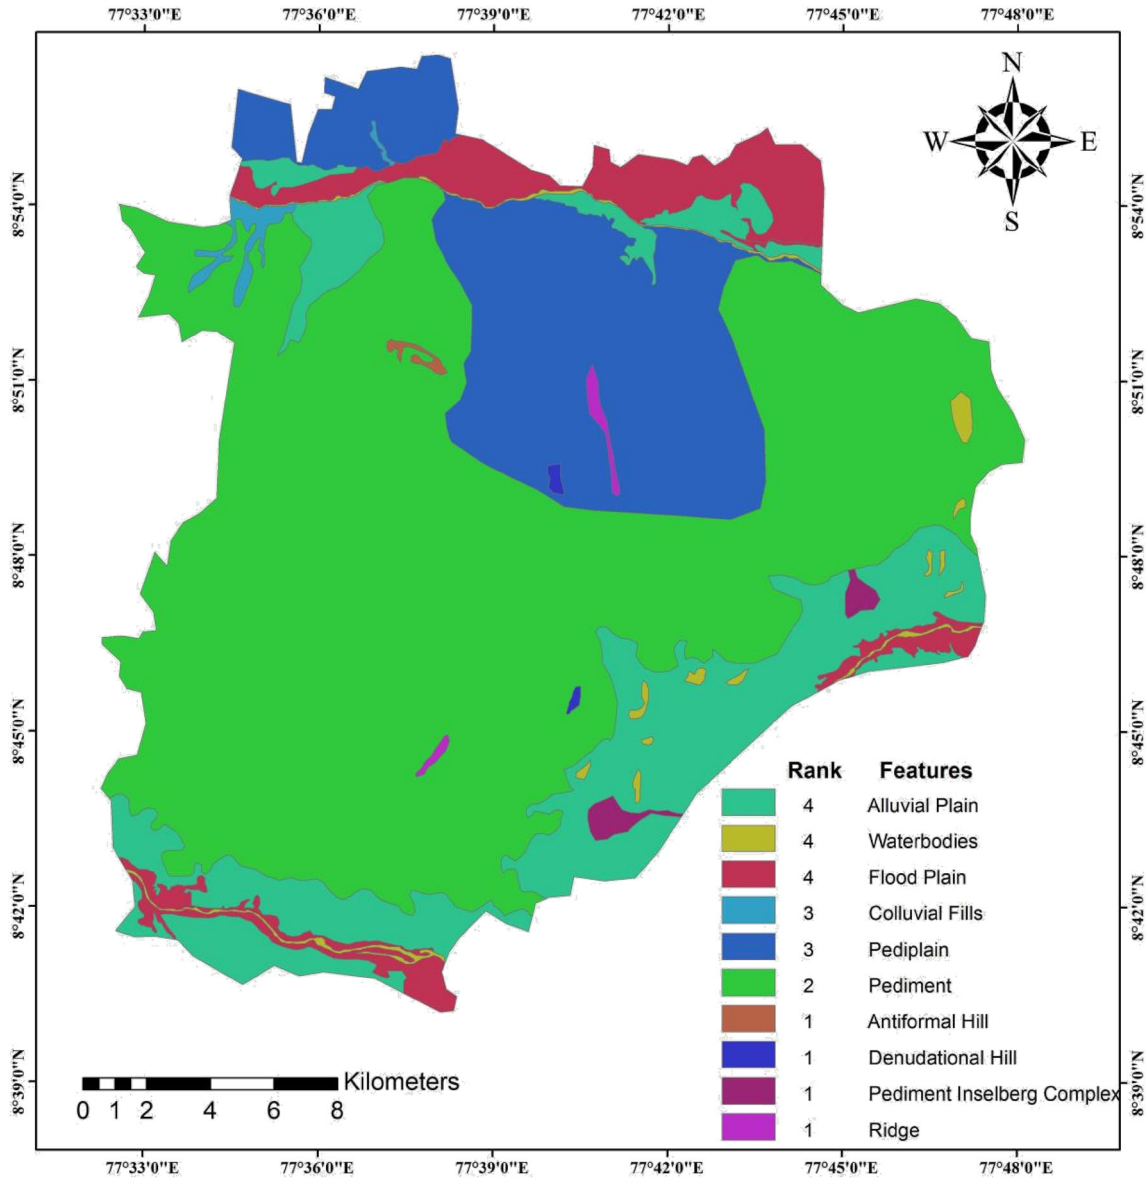 77°33'0"E 77°36'0"E 77°39'0"E 77°42'0"E 77°45'0"E 77°48'0"E
N
W E
S
8°54'0"N 8°54'0"N
8°51'0"N 8°51'0"N
8°48'0"N 8°48'0"N
8°45'0"N 8°45'0"N
Rank Features
4 Alluvial Plain
4 Waterbodies
4 Flood Plain
8°42'0"N 8°42'0"N
3 Colluvial Fills
3 Pediplain
2 Pediment
1 Antiformal Hill
1 Denudational Hill
8°39'0"N 8°39'0"N
Kilometers
0 1 2 4 6 8
1 Pediment Inselberg Complex
1 Ridge
77°33'0"E 77°36'0"E 77°39'0"E 77°42'0"E 77°45'0"E 77°48'0"E